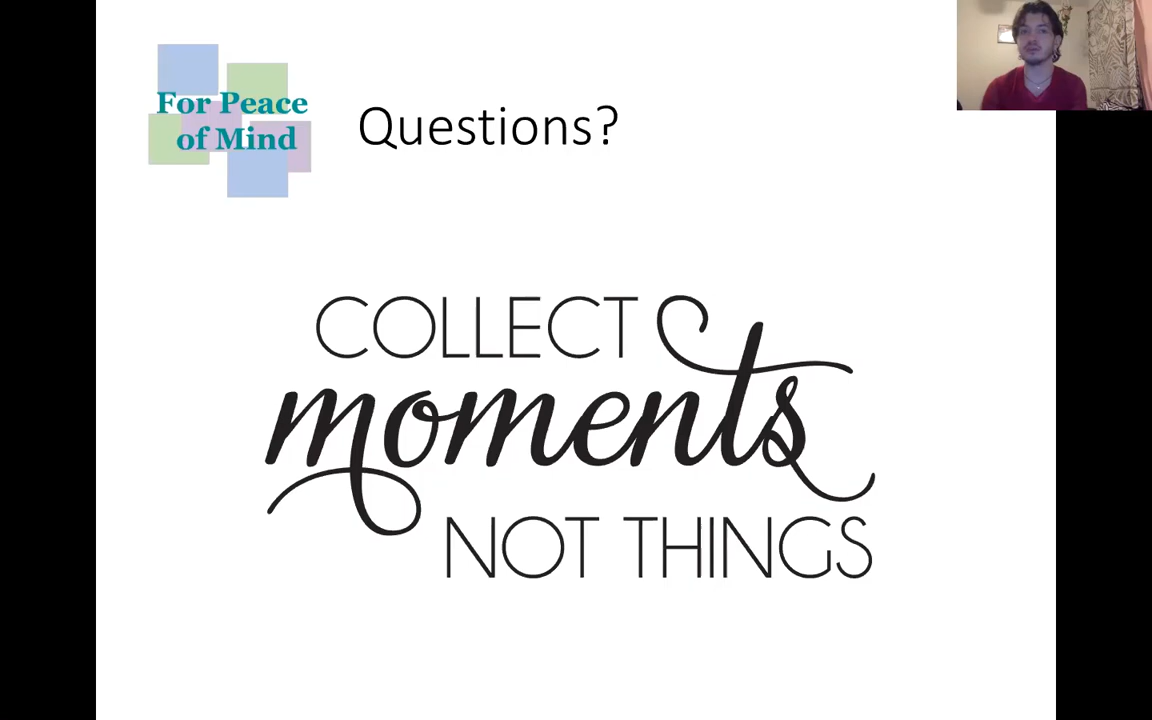 For Peace
of Mind
Questions?
COLLECT
moments
NOT THINGS